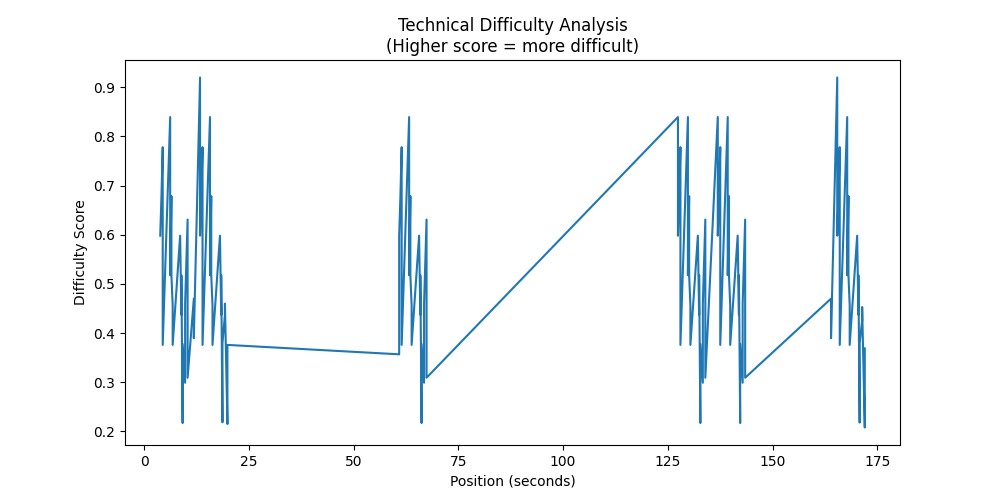 Technical Difficulty Analysis
(Higher score = more difficult)
Difficulty Score
0.9
0.8
0.7
0.6
0.5
0.4
0.3
0.2
0 25 50 75 100 125 150 175
Position (seconds)